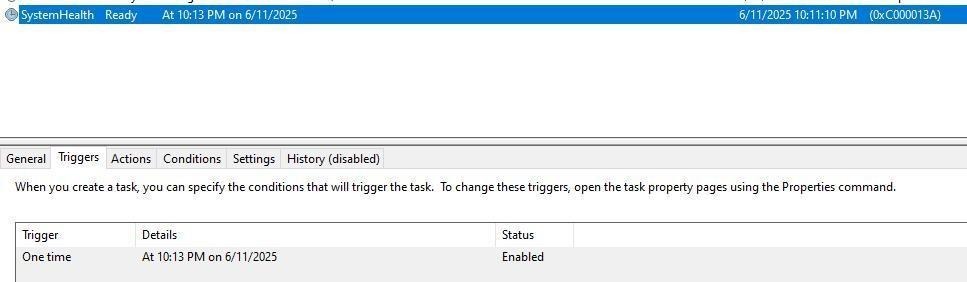 SystemHealth Ready At 10:13 PM on 6/11/2025 6/11/2025 10:11:10 PM (0xC000013A)
General Triggers Actions Conditions Settings History (disabled)
When you create a task, you can specify the conditions that will trigger the task. To change these triggers, open the task property pages using the Properties command.
Trigger Details Status
One time At 10:13 PM on 6/11/2025 Enabled